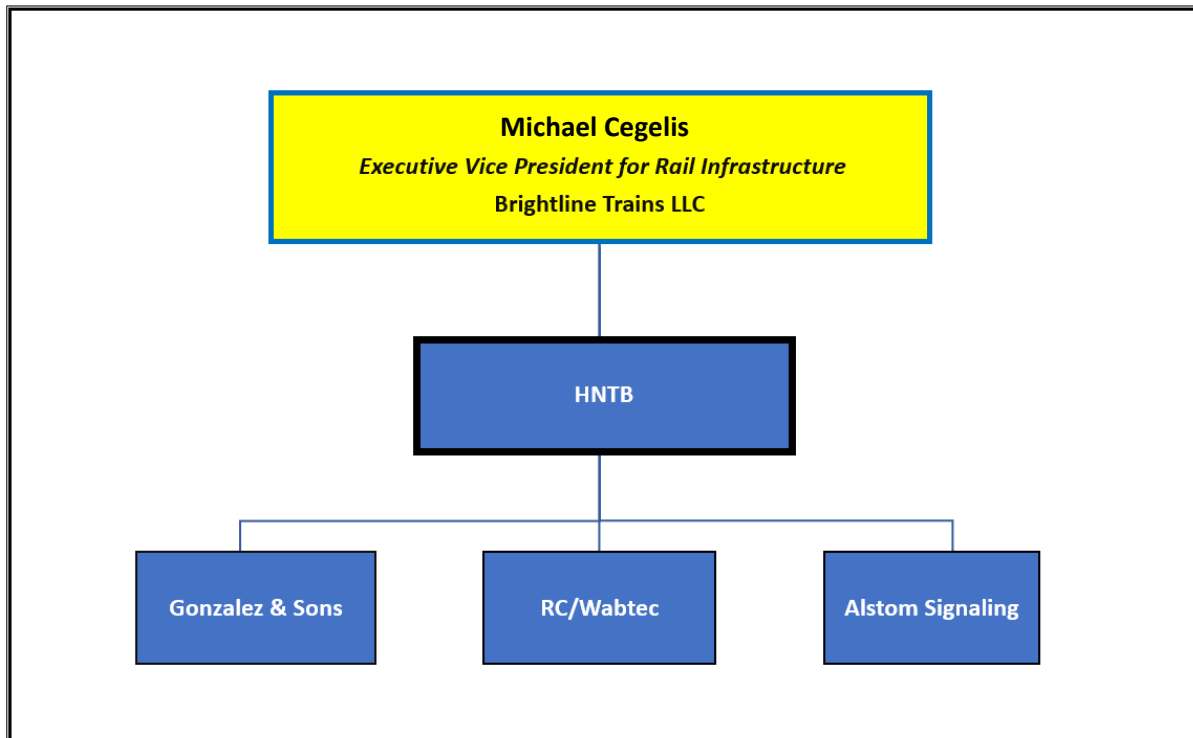 Michael Cegelis
Executive Vice President for Rail Infrastructure
Brightline Trains LLC
HNTB
Gonzalez & Sons
RC/Wabtec
Alstom Signaling